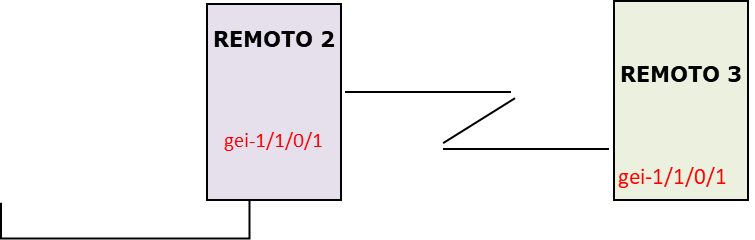 REMOTO 2
gei-1/1/0/1
REMOTO 3
gei-1/1/0/1